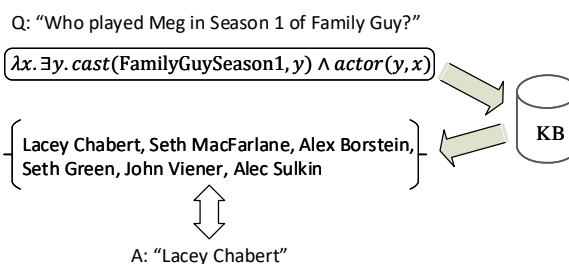 Q: “Who played Meg in Season 1 of Family Guy?”
λx.∃y.cast(FamilyGuySeason1, y) ∧ actor(y, x)
KB
Lacey Chabert, Seth MacFarlane, Alex Borstein,
Seth Green, John Viener, Alec Sulkin
A: “Lacey Chabert”